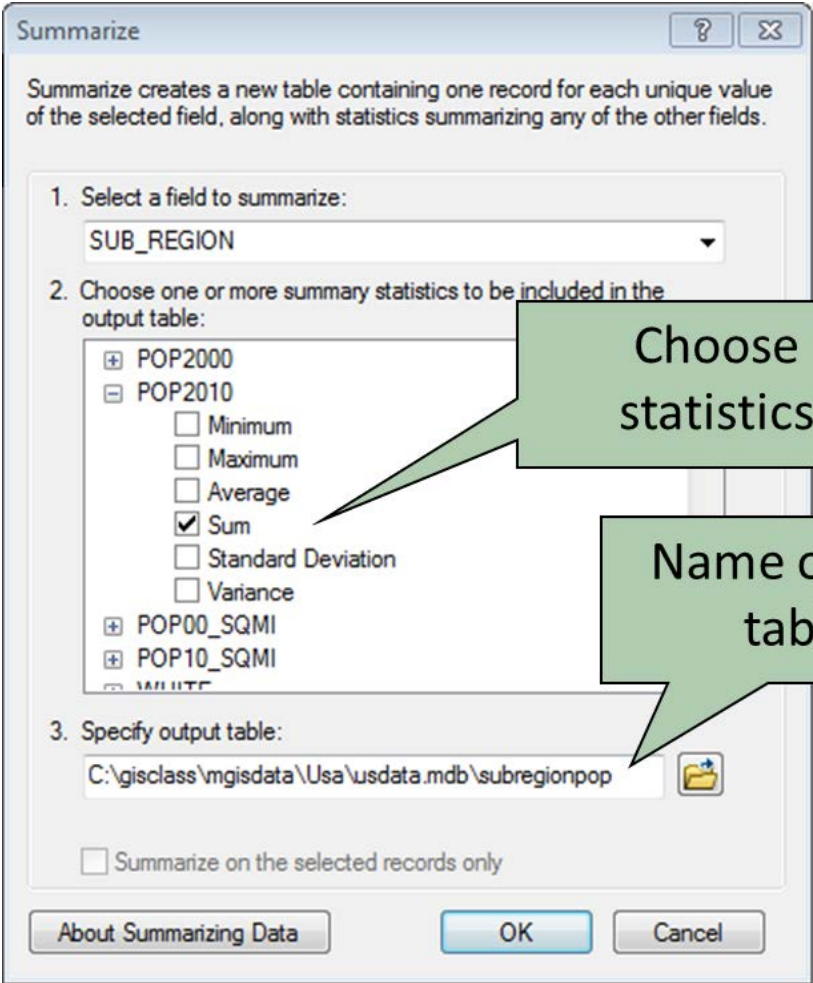 Summarize
Summarize creates a new table containing one record for each unique value
of the selected field, along with statistics summarizing any of the other fields.
1. Select a field to summarize:
SUB_REGION
2. Choose one or more summary statistics to be included in the
output table:
POP2000
POP2010
Minimum
Maximum
Average
Sum
Standard Deviation
Variance
POP00_SQMI
POP10_SQMI
WHITE
Choose
statistics
Name
3. Specify output table:
C:\gisclass\mgisdata\Usa\usdata.mdb\subregionpop
Summarize on the selected records only
About Summarizing Data
OK
Cancel